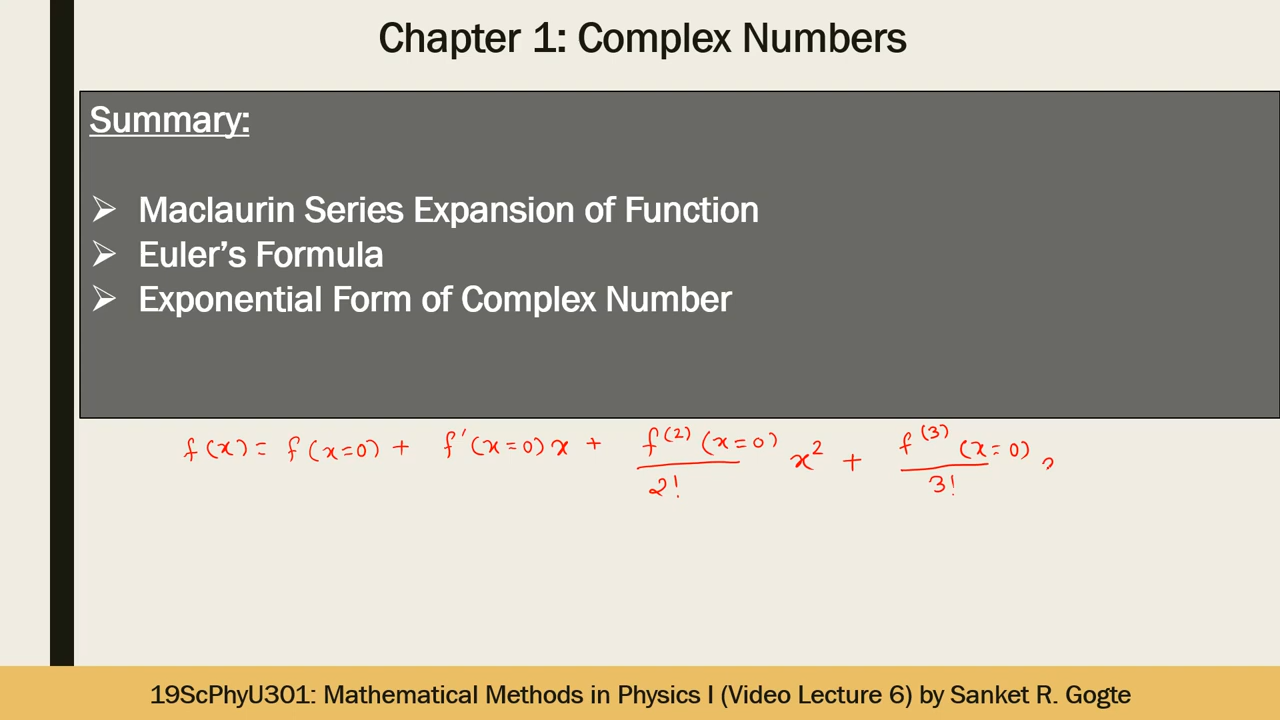 Chapter 1: Complex Numbers
Summary:
➢ Maclaurin Series Expansion of Function
➢ Euler's Formula
➢ Exponential Form of Complex Number
f(x) = f(x=0) + f'(x=0) x + f⁽²⁾(x=0)/2! x² + f⁽³⁾(x=0)/3!
19ScPhyU301: Mathematical Methods in Physics I (Video Lecture 6) by Sanket R. Gogte